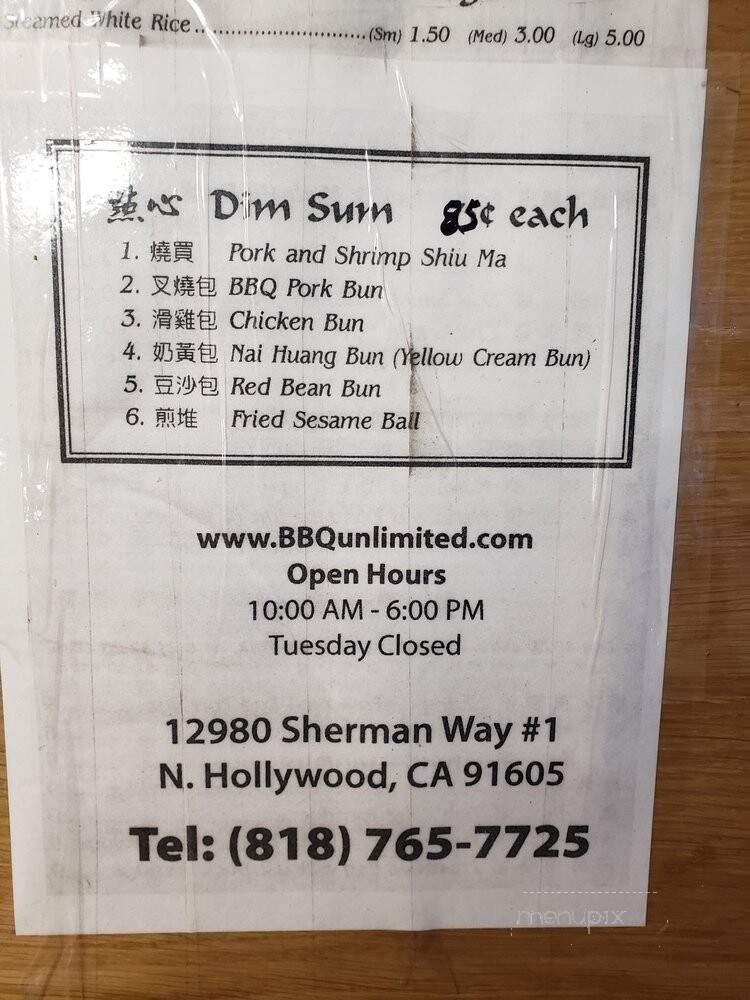 Steamed White Rice.............................(Sm) 1.50 (Med) 3.00 (Lg) 5.00
點心 Dim Sum 85¢ each
1. 燒買 Pork and Shrimp Shiu Ma
2. 叉燒包 BBQ Pork Bun
3. 滑雞包 Chicken Bun
4. 奶黃包 Nai Huang Bun (Yellow Cream Bun)
5. 豆沙包 Red Bean Bun
6. 煎堆 Fried Sesame Ball
www.BBQunlimited.com
Open Hours
10:00 AM - 6:00 PM
Tuesday Closed
12980 Sherman Way #1
N. Hollywood, CA 91605
Tel: (818) 765-7725
menupix